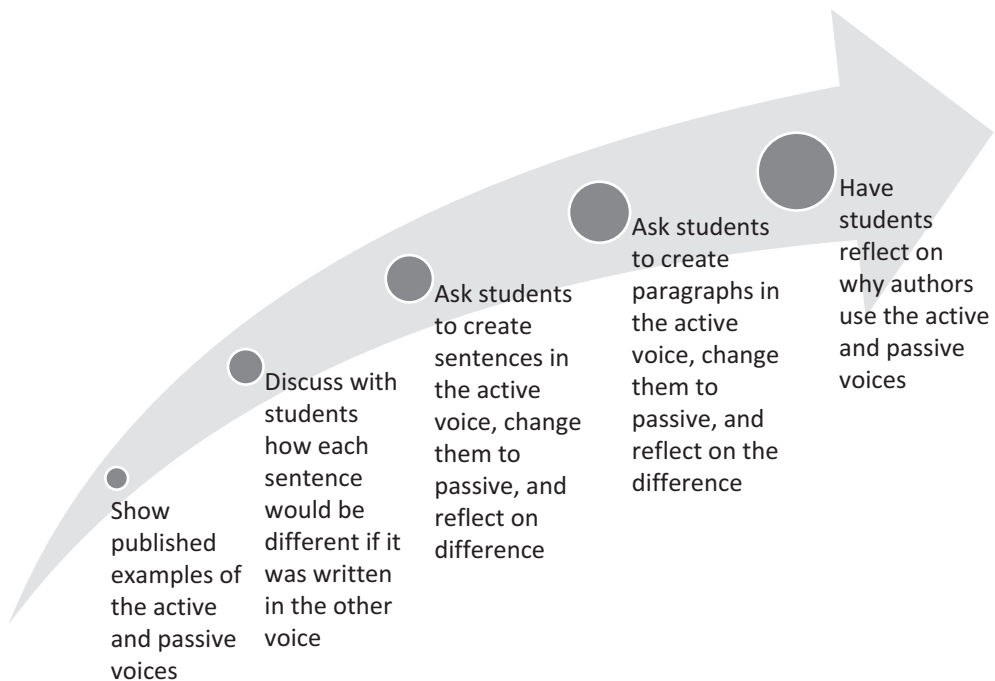 Show
published
examples of
the active
and passive
voices
Discuss with
students
how each
sentence
would be
different if it
was written
in the other
voice
Ask students
to create
sentences in
the active
voice, change
them to
passive, and
reflect on
difference
Ask students
to create
paragraphs in
the active
voice, change
them to
passive, and
reflect on the
difference
Have
students
reflect on
why authors
use the active
and passive
voices